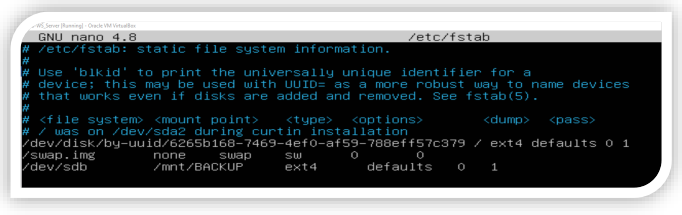 WS_Server [Running] - Oracle VM VirtualBox
GNU nano 4.8 /etc/fstab
# /etc/fstab: static file system information.
#
# Use 'blkid' to print the universally unique identifier for a
# device; this may be used with UUID= as a more robust way to name devices
# that works even if disks are added and removed. See fstab(5).
#
# <file system> <mount point> <type> <options> <dump> <pass>
# / was on /dev/sda2 during curtin installation
/dev/disk/by-uuid/6265b168-7469-4ef0-af59-788eff57c379 / ext4 defaults 0 1
/swap.img none swap sw 0 0
/dev/sdb /mnt/BACKUP ext4 defaults 0 1